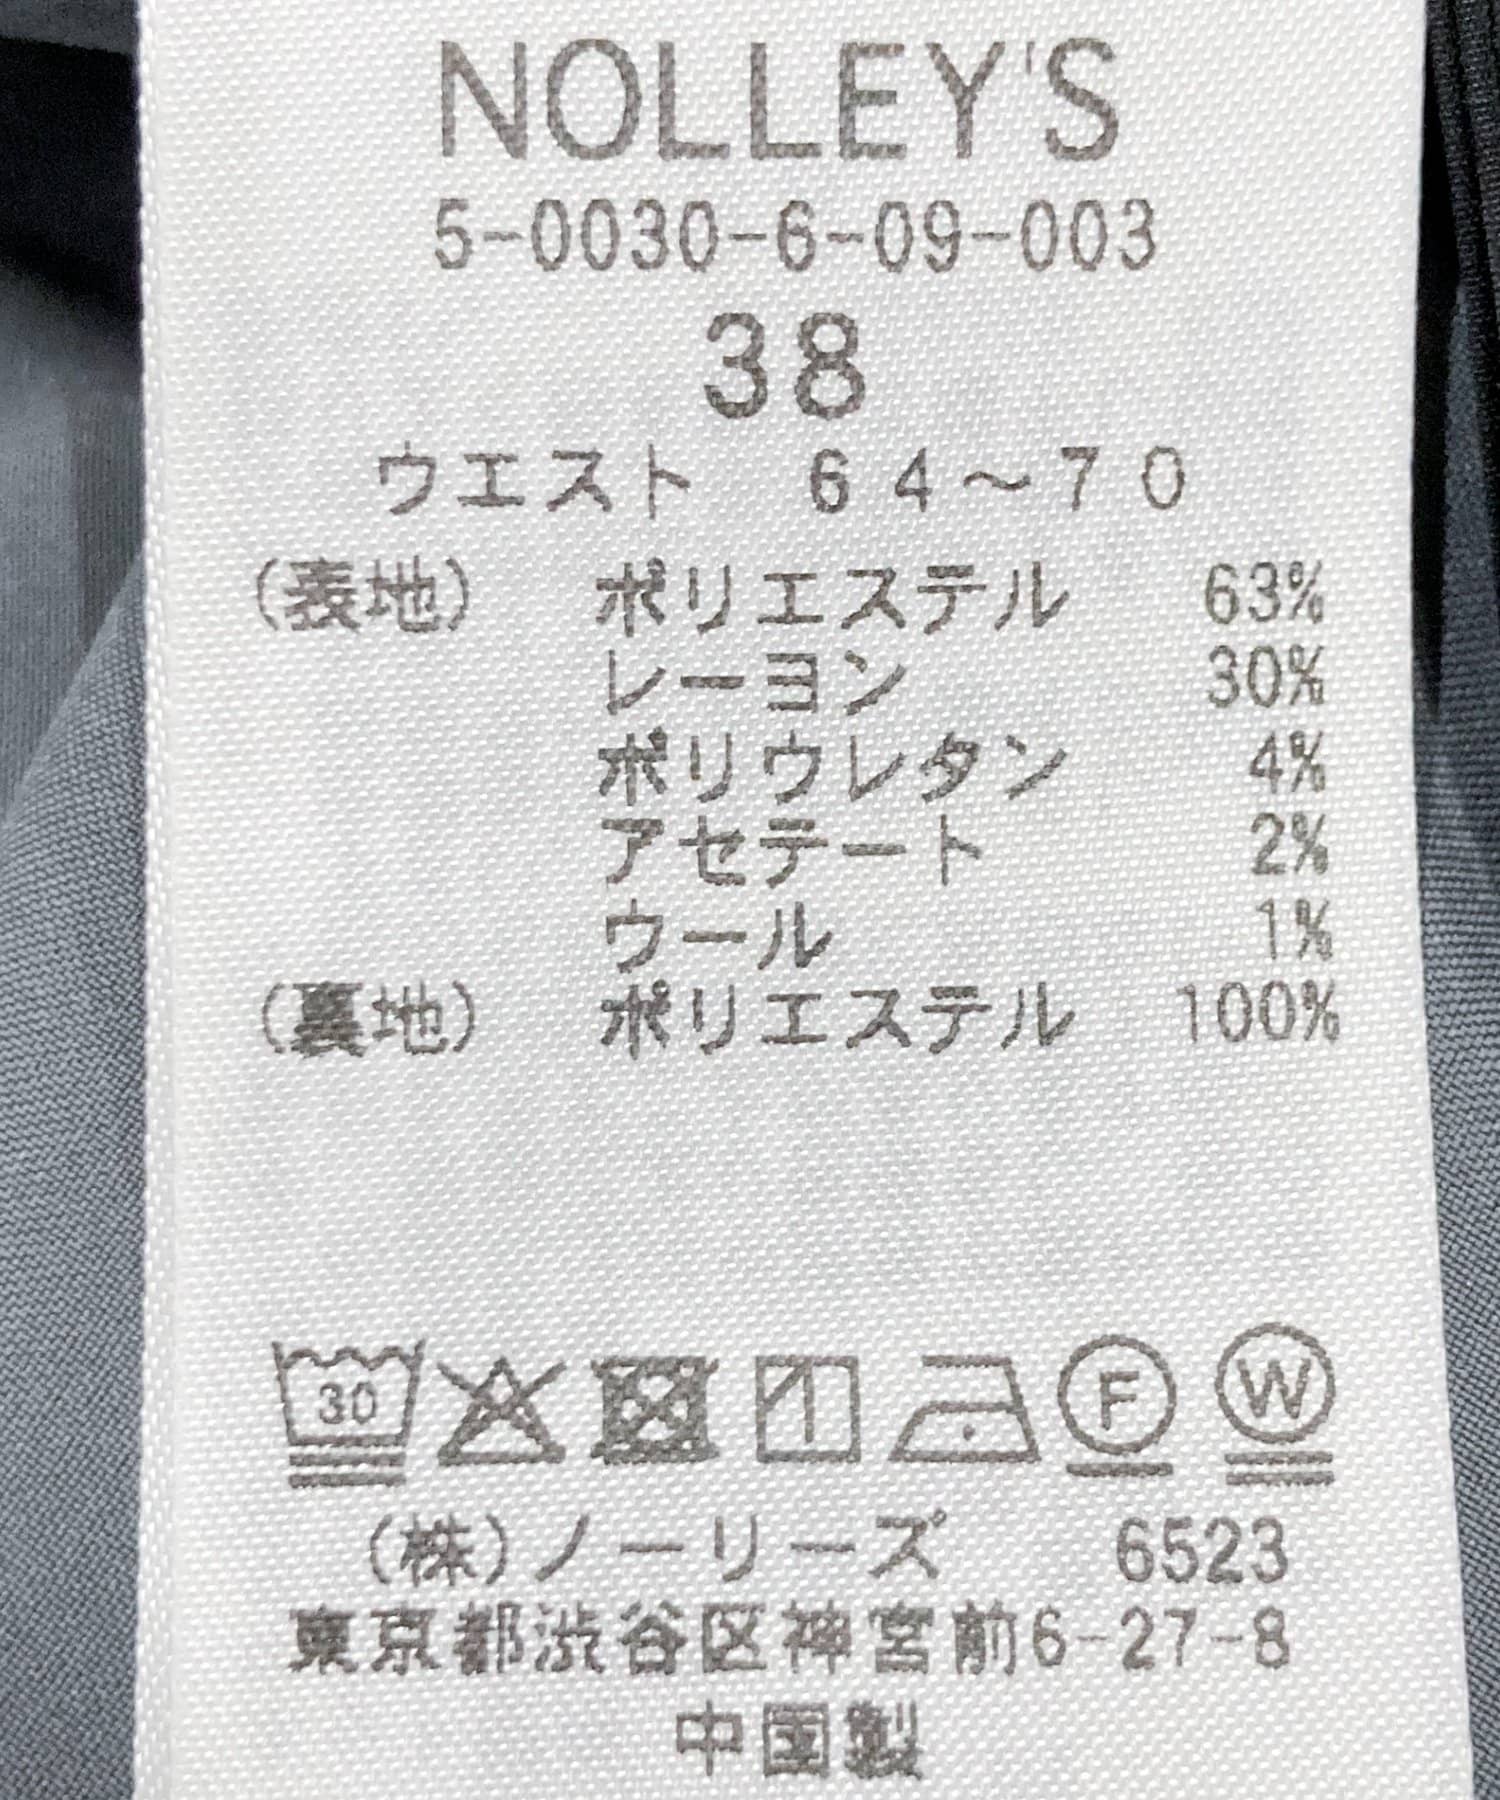 NOLLEY'S
5-0030-6-09-003
38
ウエスト 64～70
(表地) ポリエステル 63%
レーヨン 30%
ポリウレタン 4%
アセテート 2%
ウール 1%
(裏地) ポリエステル 100%
30 F W
(株)ノーリーズ 6523
東京都渋谷区神宮前6-27-8
中国製